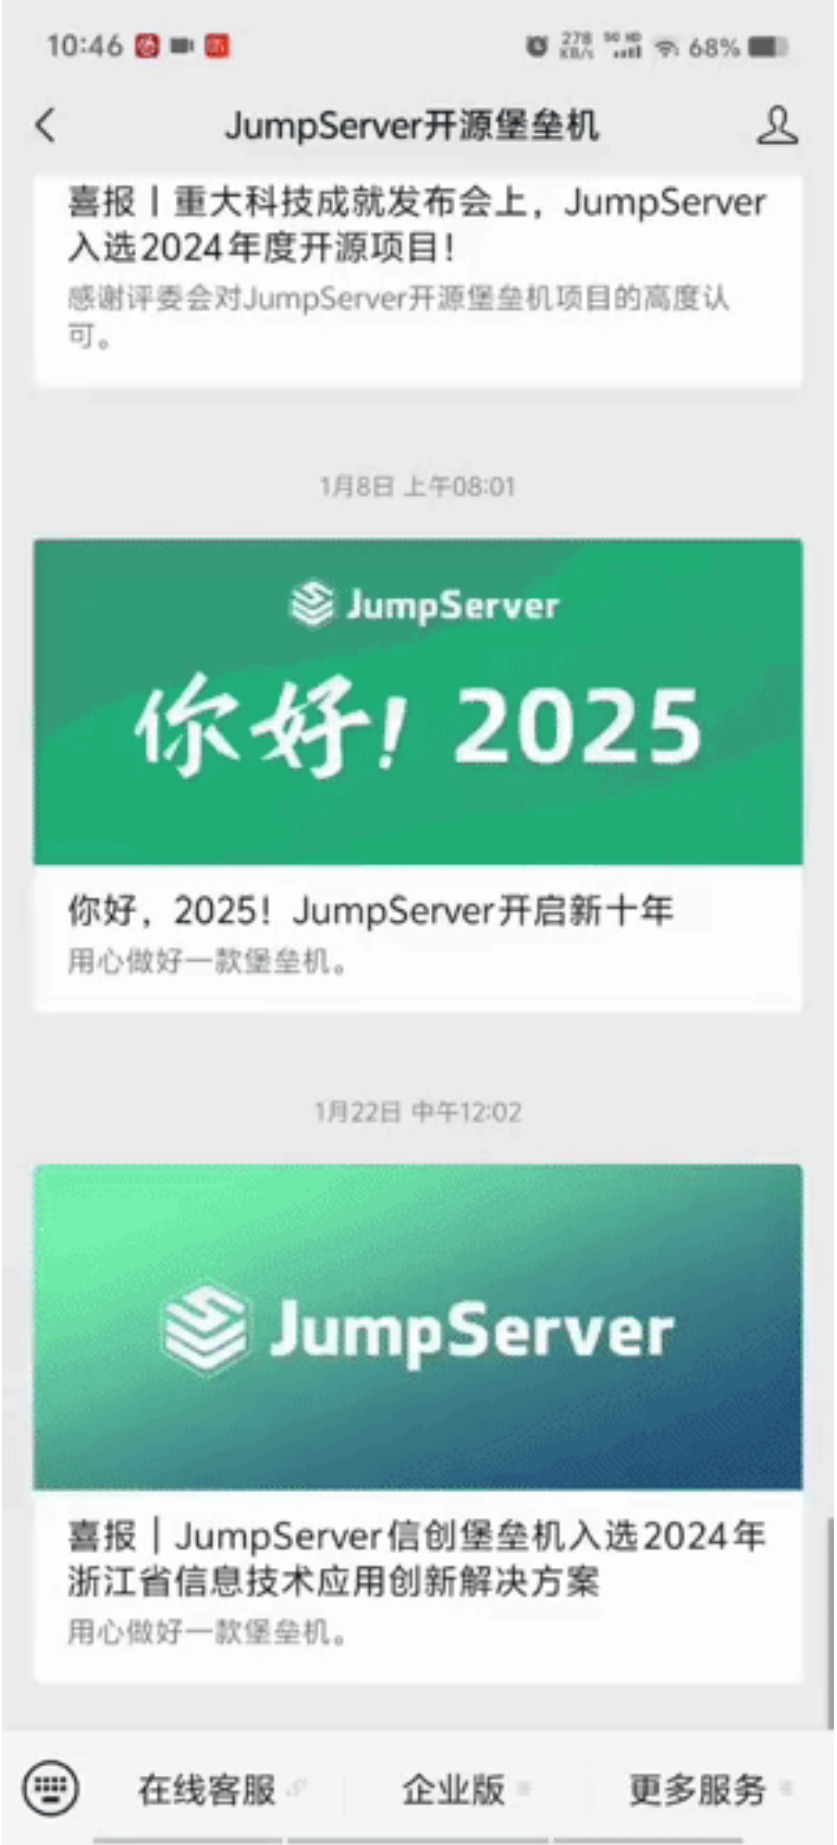 10:46
278
KB/s
5G HD
68%
JumpServer开源堡垒机
喜报丨重大科技成就发布会上，JumpServer
入选2024年度开源项目！
感谢评委会对JumpServer开源堡垒机项目的高度认
可。
1月8日 上午08:01
JumpServer
你好! 2025
你好，2025！JumpServer开启新十年
用心做好一款堡垒机。
1月22日 中午12:02
JumpServer
喜报｜JumpServer信创堡垒机入选2024年
浙江省信息技术应用创新解决方案
用心做好一款堡垒机。
在线客服
企业版
更多服务